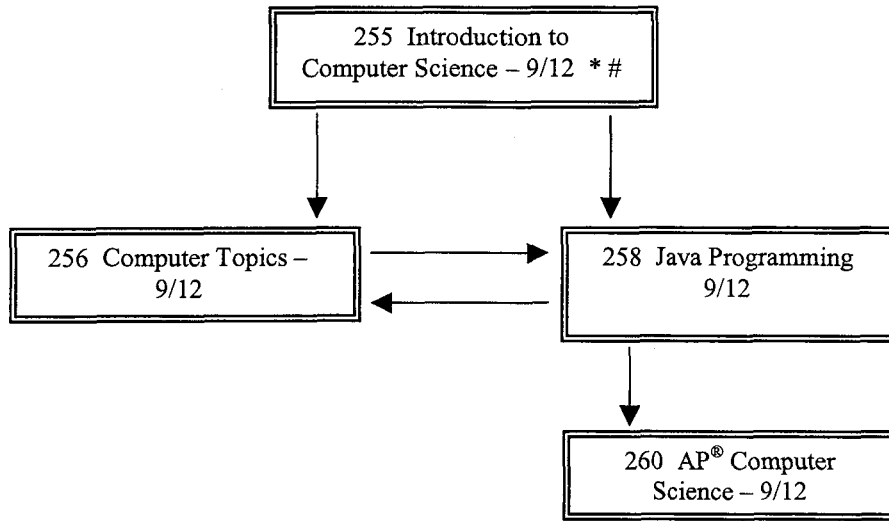 255 Introduction to
Computer Science – 9/12 * #
256 Computer Topics –
9/12
258 Java Programming
9/12
260 AP® Computer
Science – 9/12